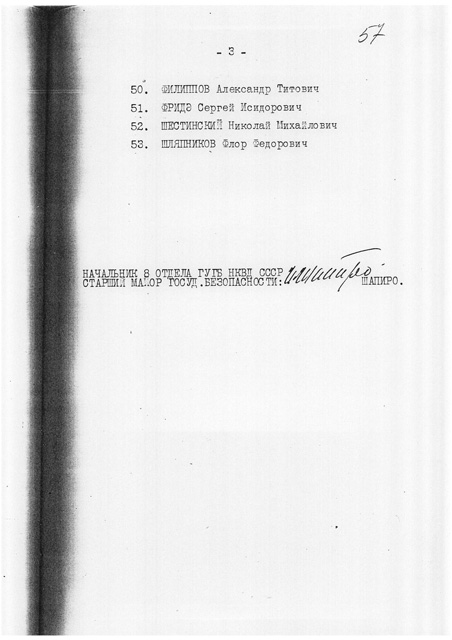 57
- 3 -
50. ФИЛИППОВ Александр Титович
51. ФРИДЭ Сергей Исидорович
52. ШЕСТИНСКИЙ Николай Михайлович
53. ШЛЯПНИКОВ Флор Федорович
НАЧАЛЬНИК 8 ОТДЕЛА ГУГБ НКВД СССР
СТАРШИЙ МАЙОР ГОСУД.БЕЗОПАСНОСТИ: ШАПИРО.